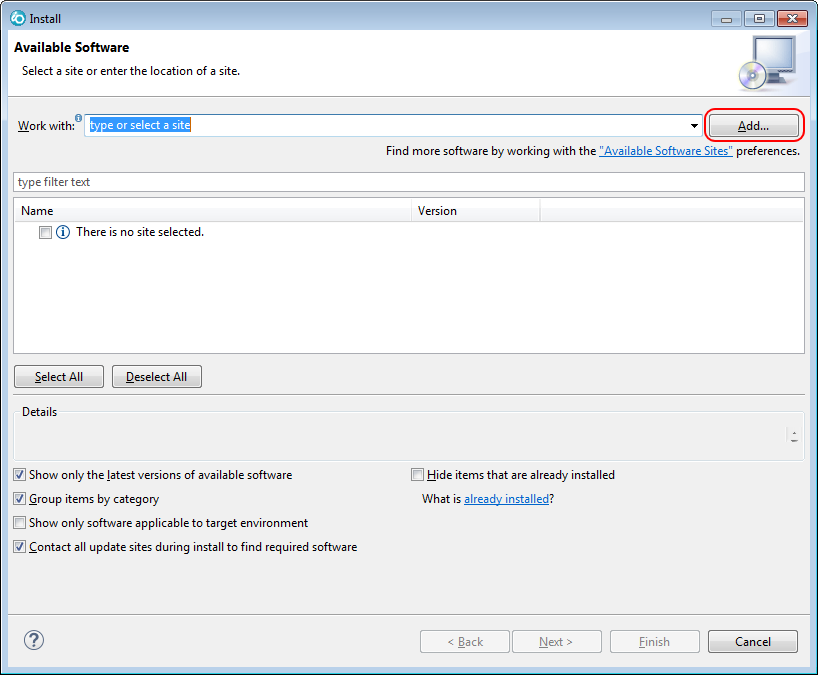 Install
Available Software
Select a site or enter the location of a site.
Work with: type or select a site Add...
Find more software by working with the "Available Software Sites" preferences.
type filter text
Name Version
There is no site selected.
Select All Deselect All
Details
Show only the latest versions of available software Hide items that are already installed
Group items by category What is already installed?
Show only software applicable to target environment
Contact all update sites during install to find required software
? < Back Next > Finish Cancel